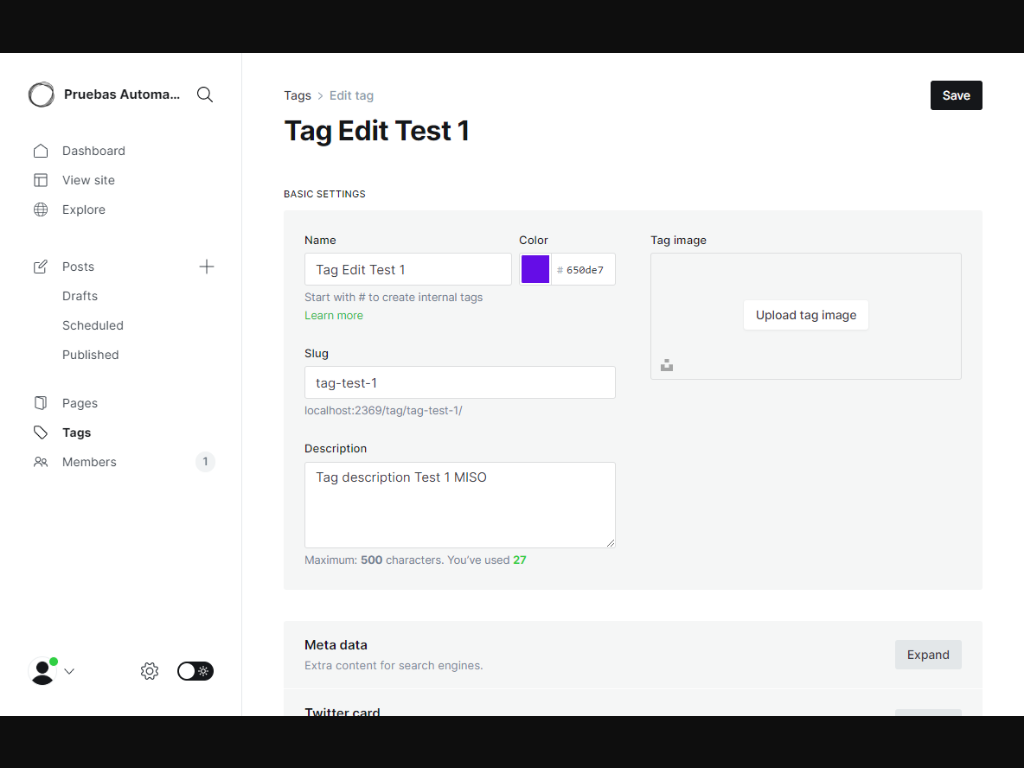 Pruebas Automa...
Dashboard
View site
Explore
Posts
Drafts
Scheduled
Published
Pages
Tags
Members
1
Tags > Edit tag
Save
Tag Edit Test 1
BASIC SETTINGS
Name
Tag Edit Test 1
Start with # to create internal tags
Learn more
Color
# 650de7
Slug
tag-test-1
localhost:2369/tag/tag-test-1/
Description
Tag description Test 1 MISO
Maximum: 500 characters. You've used 27
Tag image
Upload tag image
Meta data
Extra content for search engines.
Expand
Twitter card